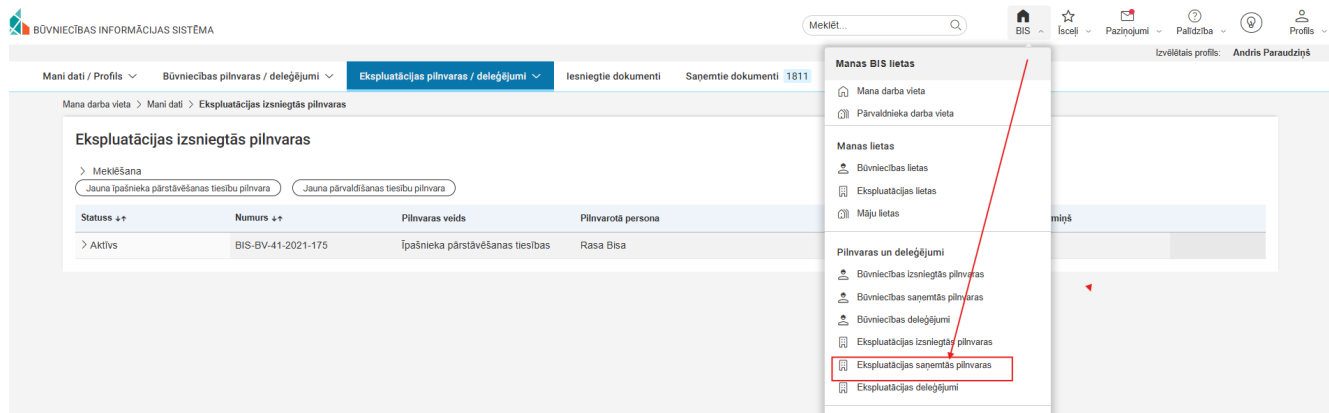 BŪVNIECĪBAS INFORMĀCIJAS SISTĒMA
Meklēt...
BIS
Īsceļi
Paziņojumi
Palīdzība
Profils
Izvēlētais profils: Andris Paraudziņš
Mani dati / Profils
Būvniecības pilnvaras / deleģējumi
Ekspluatācijas pilnvaras / deleģējumi
Iesniegtie dokumenti
Saņemtie dokumenti 1811
Mana darba vieta > Mani dati > Ekspluatācijas izsniegtās pilnvaras
Ekspluatācijas izsniegtās pilnvaras
Meklēšana
Jauna īpašnieka pārstāvēšanas tiesību pilnvara
Jauna pārvaldīšanas tiesību pilnvara
Statuss Numurs Pilnvaras veids Pilnvarotā persona
Aktīvs BIS-BV-41-2021-175 Īpašnieka pārstāvēšanas tiesības Rasa Bisa
Manas BIS lietas
Mana darba vieta
Pārvaldnieka darba vieta
Manas lietas
Būvniecības lietas
Ekspluatācijas lietas
Māju lietas
Pilnvaras un deleģējumi
Būvniecības izsniegtās pilnvaras
Būvniecības saņemtās pilnvaras
Būvniecības deleģējumi
Ekspluatācijas izsniegtās pilnvaras
Ekspluatācijas saņemtās pilnvaras
Ekspluatācijas deleģējumi